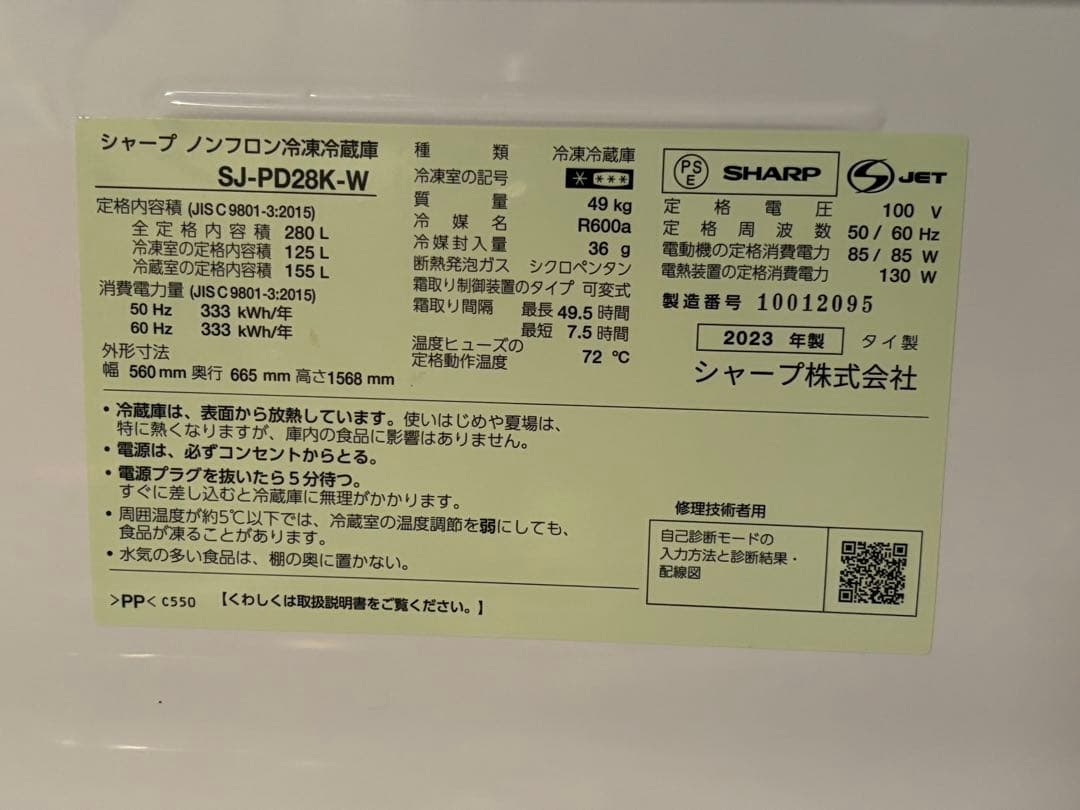 シャープ ノンフロン冷凍冷蔵庫
SJ-PD28K-W
定格内容積 (JIS C 9801-3:2015)
全定格内容積 280 L
冷凍室の定格内容積 125 L
冷蔵室の定格内容積 155 L
消費電力量 (JIS C 9801-3:2015)
50 Hz 333 kWh/年
60 Hz 333 kWh/年
外形寸法
幅 560 mm 奥行 665 mm 高さ1568 mm
種類 冷凍冷蔵庫
冷凍室の記号 * ***
質量 49 kg
冷媒名 R600a
冷媒封入量 36 g
断熱発泡ガス シクロペンタン
霜取り制御装置のタイプ 可変式
霜取り間隔 最長 49.5 時間
最短 7.5 時間
温度ヒューズの
定格動作温度 72 ℃
PSE SHARP S JET
定格電圧 100 V
定格周波数 50 / 60 Hz
電動機の定格消費電力 85 / 85 W
電熱装置の定格消費電力 130 W
製造番号 10012095
2023 年製 タイ製
シャープ株式会社
・冷蔵庫は、表面から放熱しています。使いはじめや夏場は、
特に熱くなりますが、庫内の食品に影響はありません。
・電源は、必ずコンセントからとる。
・電源プラグを抜いたら5分待つ。
すぐに差し込むと冷蔵庫に無理がかかります。
・周囲温度が約5℃以下では、冷蔵室の温度調節を弱にしても、
食品が凍ることがあります。
・水気の多い食品は、棚の奥に置かない。
>PP< C550 【くわしくは取扱説明書をご覧ください。】
修理技術者用
自己診断モードの
入力方法と診断結果・
配線図